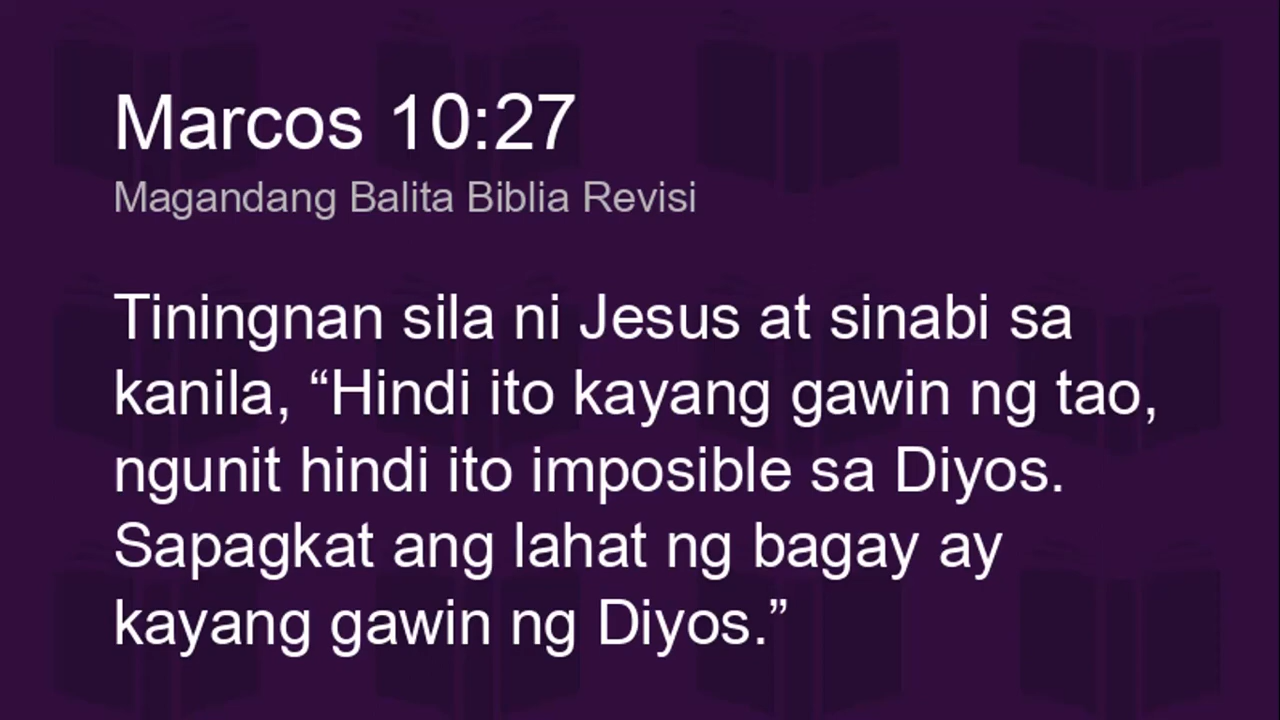 Marcos 10:27
Magandang Balita Biblia Revisi
Tiningnan sila ni Jesus at sinabi sa
kanila, “Hindi ito kayang gawin ng tao,
ngunit hindi ito imposible sa Diyos.
Sapagkat ang lahat ng bagay ay
kayang gawin ng Diyos.”